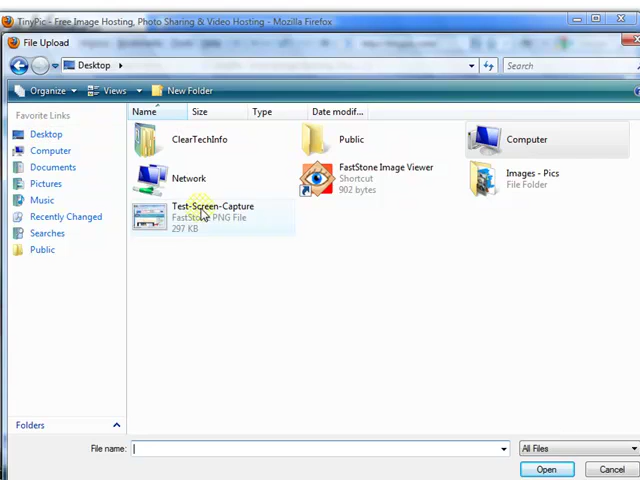 TinyPic - Free Image Hosting, Photo Sharing & Video Hosting - Mozilla Firefox
File Upload
Desktop
Search
Organize
Views
New Folder
Favorite Links
Desktop
Computer
Documents
Pictures
Music
Recently Changed
Searches
Public
Folders
Name
Size
Type
Date modif...
ClearTechInfo
Public
Computer
Network
FastStone Image Viewer
Shortcut
902 bytes
Images - Pics
File Folder
Test-Screen-Capture
FastStone PNG File
297 KB
File name:
All Files
Open
Cancel